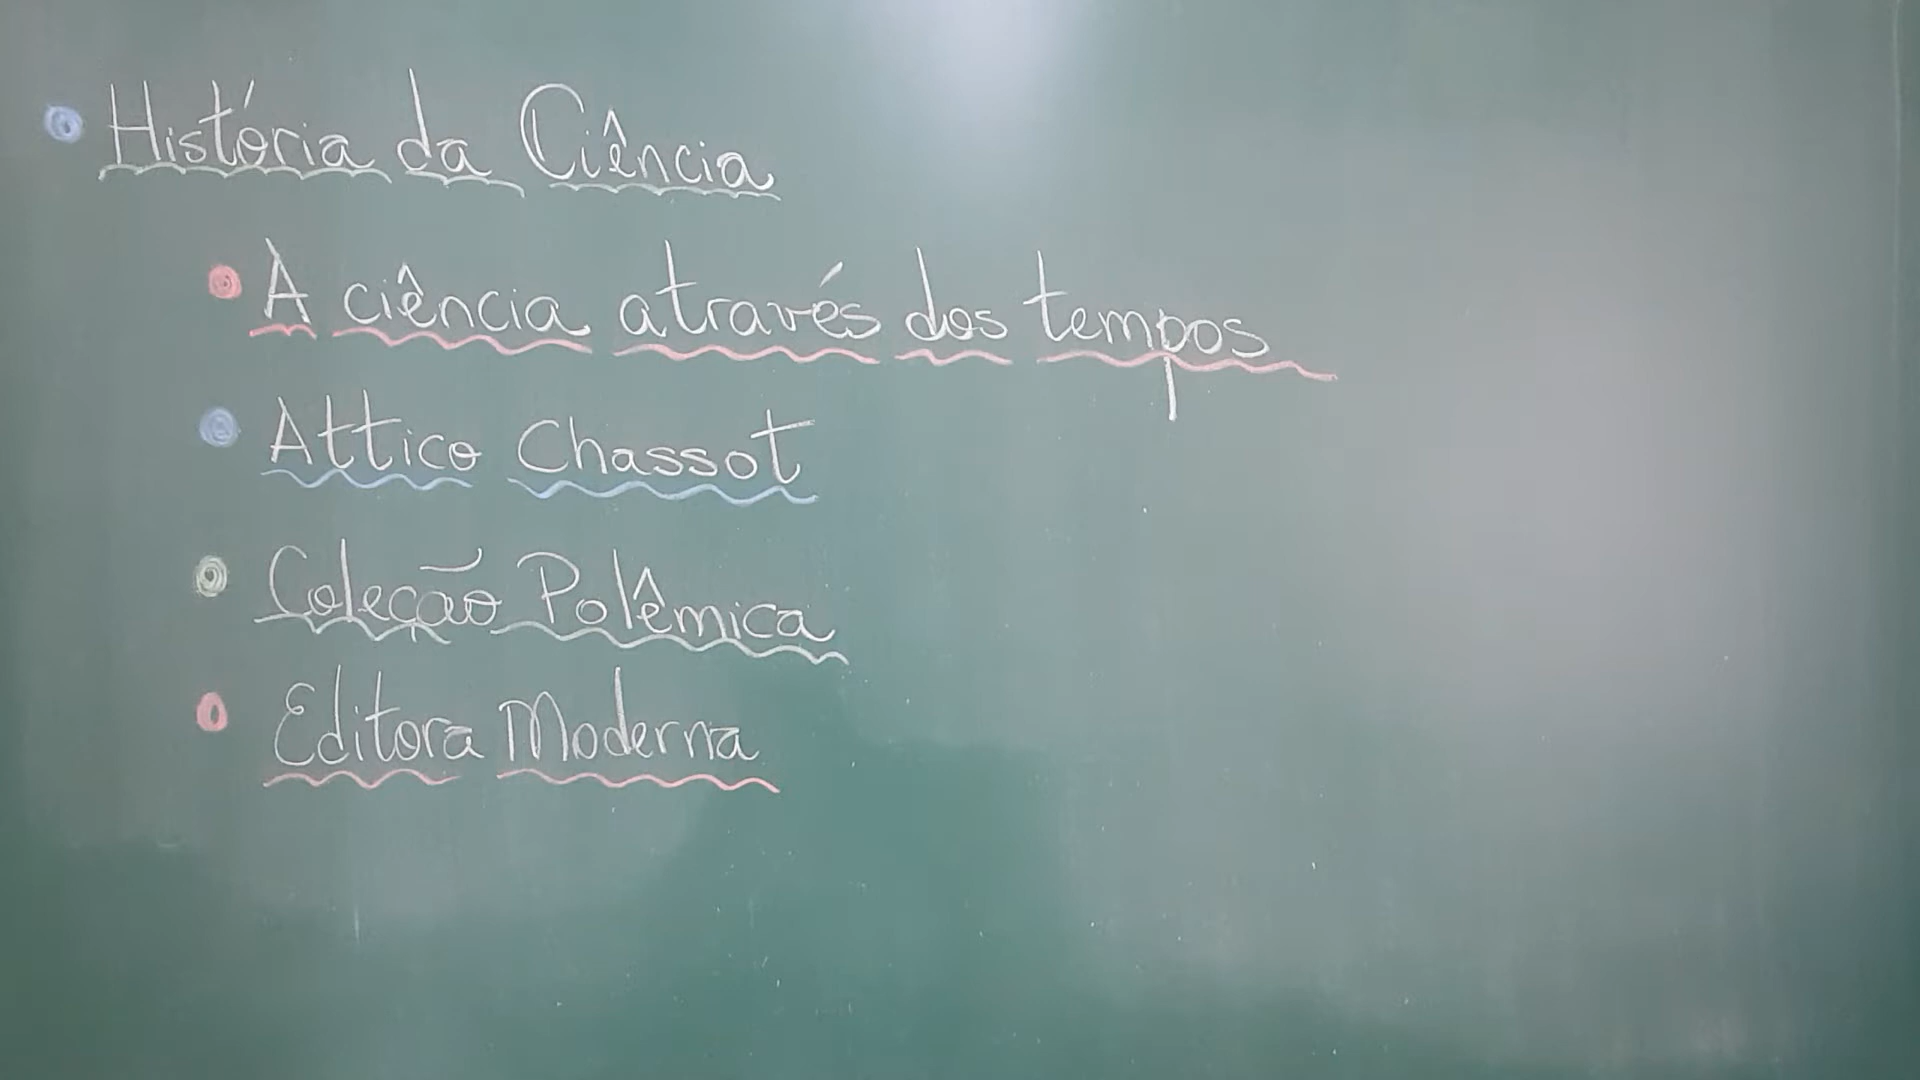 História da Ciência
A ciência através dos tempos
Attico Chassot
Coleção Polêmica
Editora Moderna